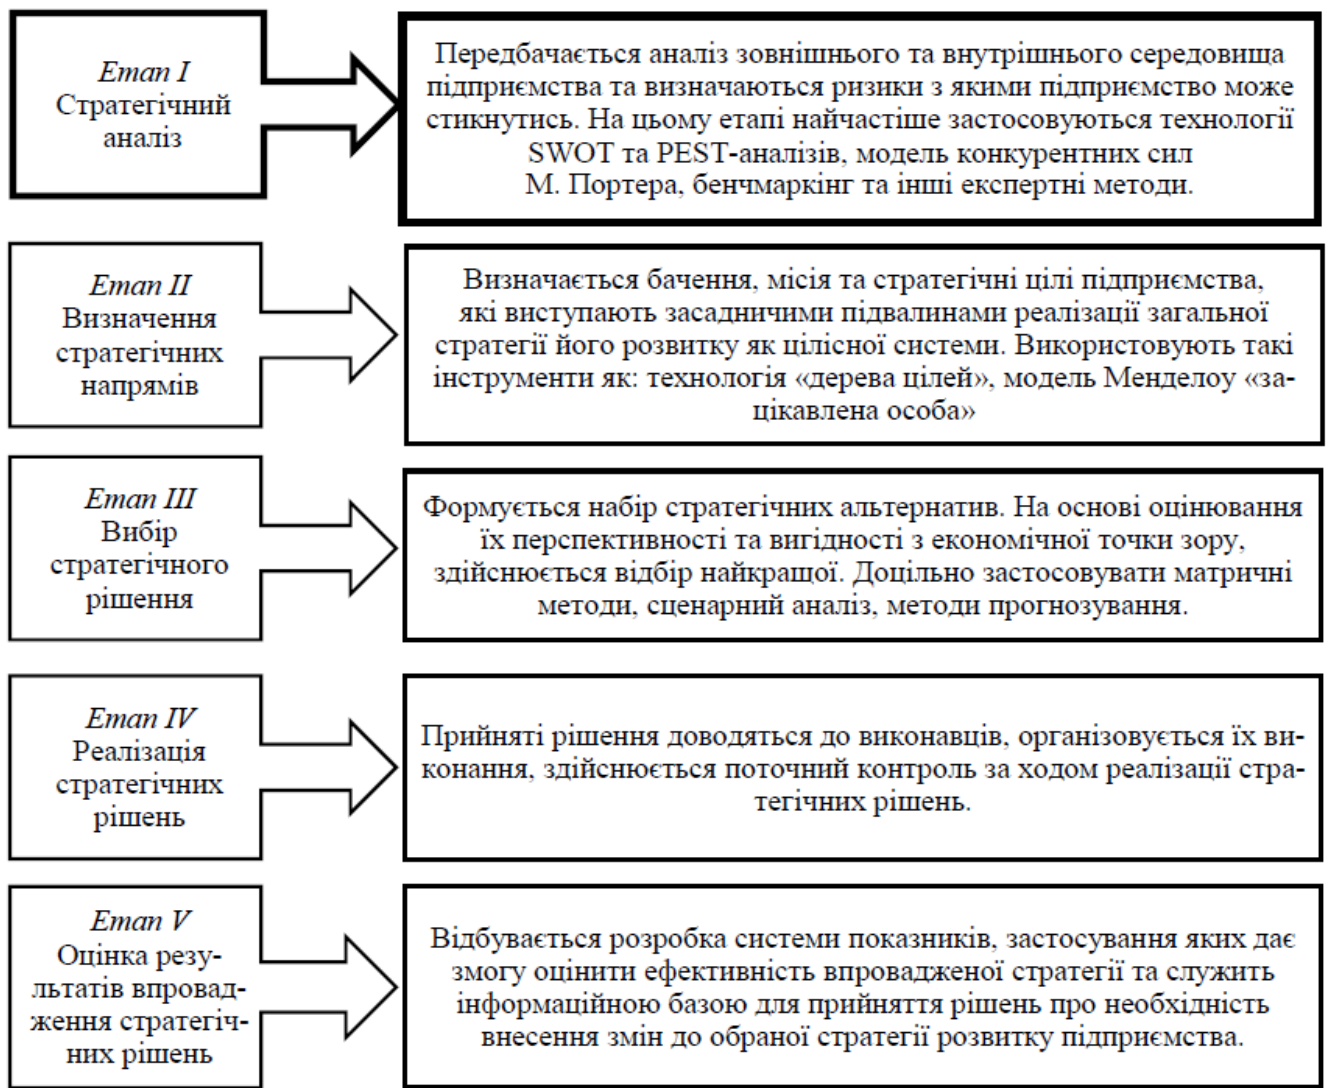 Етап I
Стратегічний
аналіз
Передбачається аналіз зовнішнього та внутрішнього середовища
підприємства та визначаються ризики з якими підприємство може
стикнутись. На цьому етапі найчастіше застосовуються технології
SWOT та PEST-аналізів, модель конкурентних сил
М. Портера, бенчмаркінг та інші експертні методи.
Етап II
Визначення
стратегічних
напрямів
Визначається бачення, місія та стратегічні цілі підприємства,
які виступають засадничими підвалинами реалізації загальної
стратегії його розвитку як цілісної системи. Використовують такі
інструменти як: технологія «дерева цілей», модель Менделоу «за-
цікавлена особа»
Етап III
Вибір
стратегічного
рішення
Формується набір стратегічних альтернатив. На основі оцінювання
їх перспективності та вигідності з економічної точки зору,
здійснюється відбір найкращої. Доцільно застосовувати матричні
методи, сценарний аналіз, методи прогнозування.
Етап IV
Реалізація
стратегічних
рішень
Прийняті рішення доводяться до виконавців, організовується їх ви-
конання, здійснюється поточний контроль за ходом реалізації стра-
тегічних рішень.
Етап V
Оцінка резу-
льтатів впровад-
ження стратегіч-
них рішень
Відбувається розробка системи показників, застосування яких дає
змогу оцінити ефективність впровадженої стратегії та служить
інформаційною базою для прийняття рішень про необхідність
внесення змін до обраної стратегії розвитку підприємства.